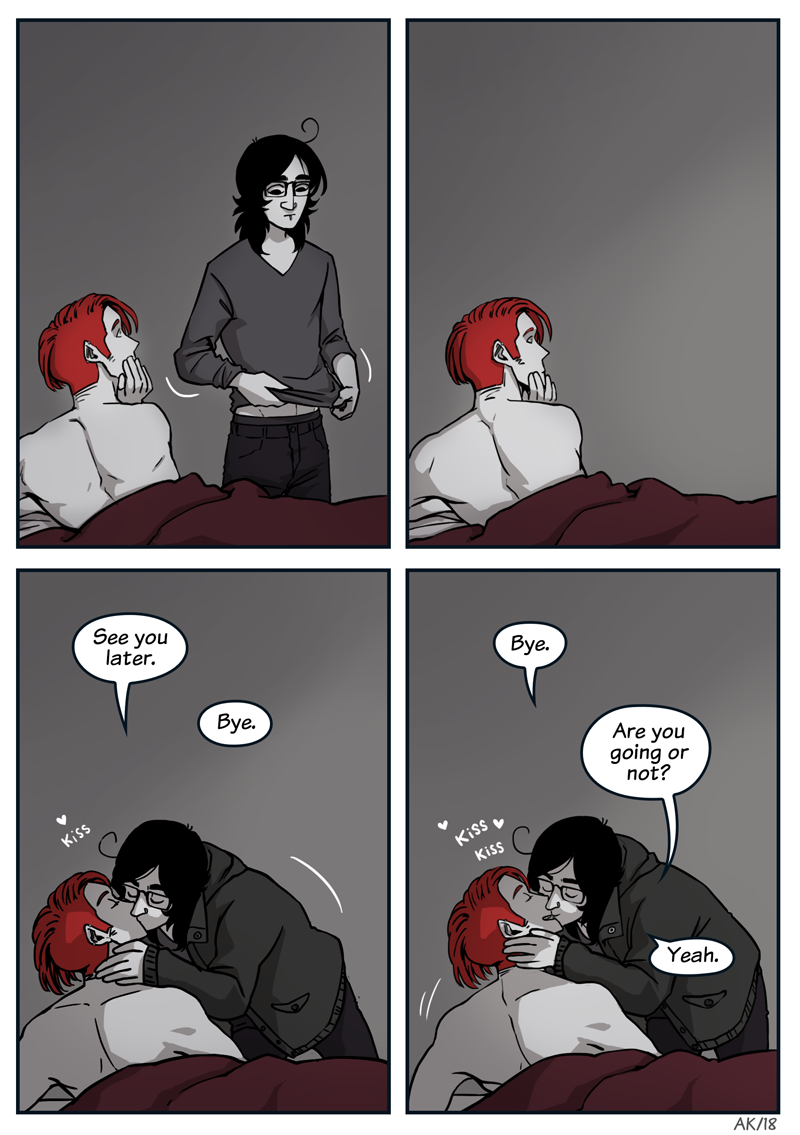 See you
later.
Bye.
Kiss
Bye.
Are you
going or
not?
Kiss
Kiss
Yeah.
AK/18